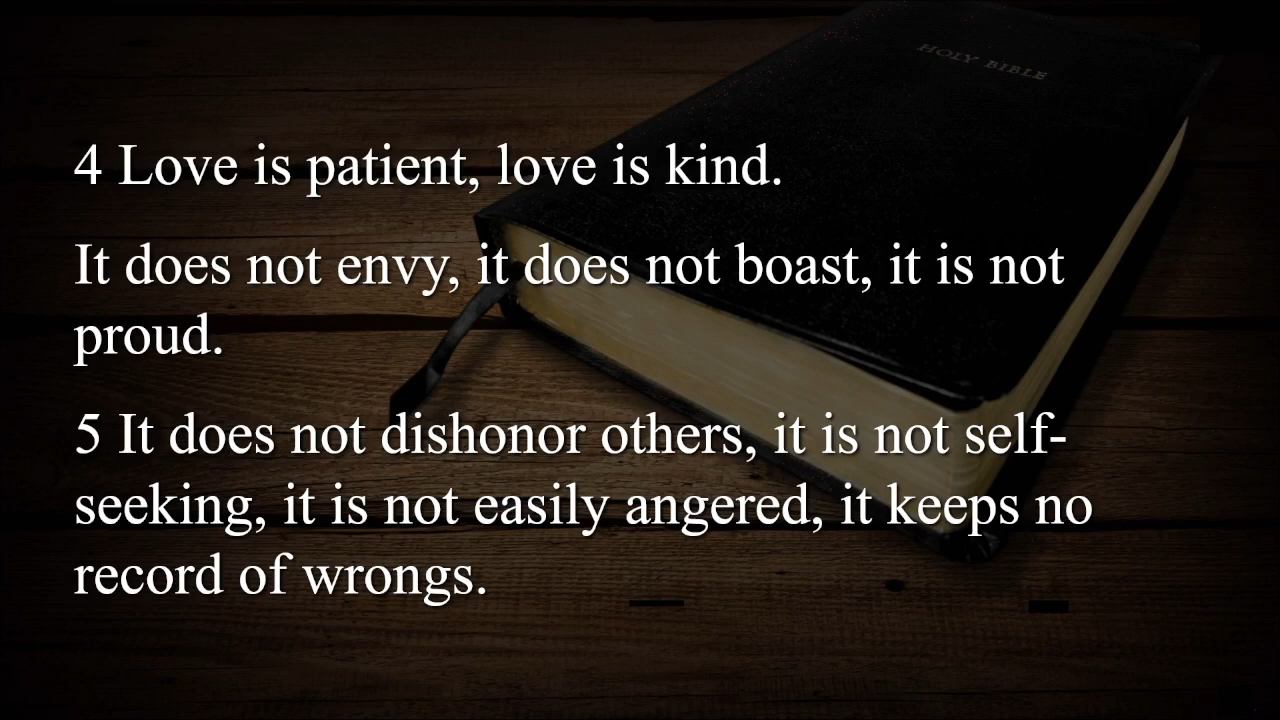 HOLY BIBLE
4 Love is patient, love is kind.
It does not envy, it does not boast, it is not
proud.
5 It does not dishonor others, it is not self-
seeking, it is not easily angered, it keeps no
record of wrongs.